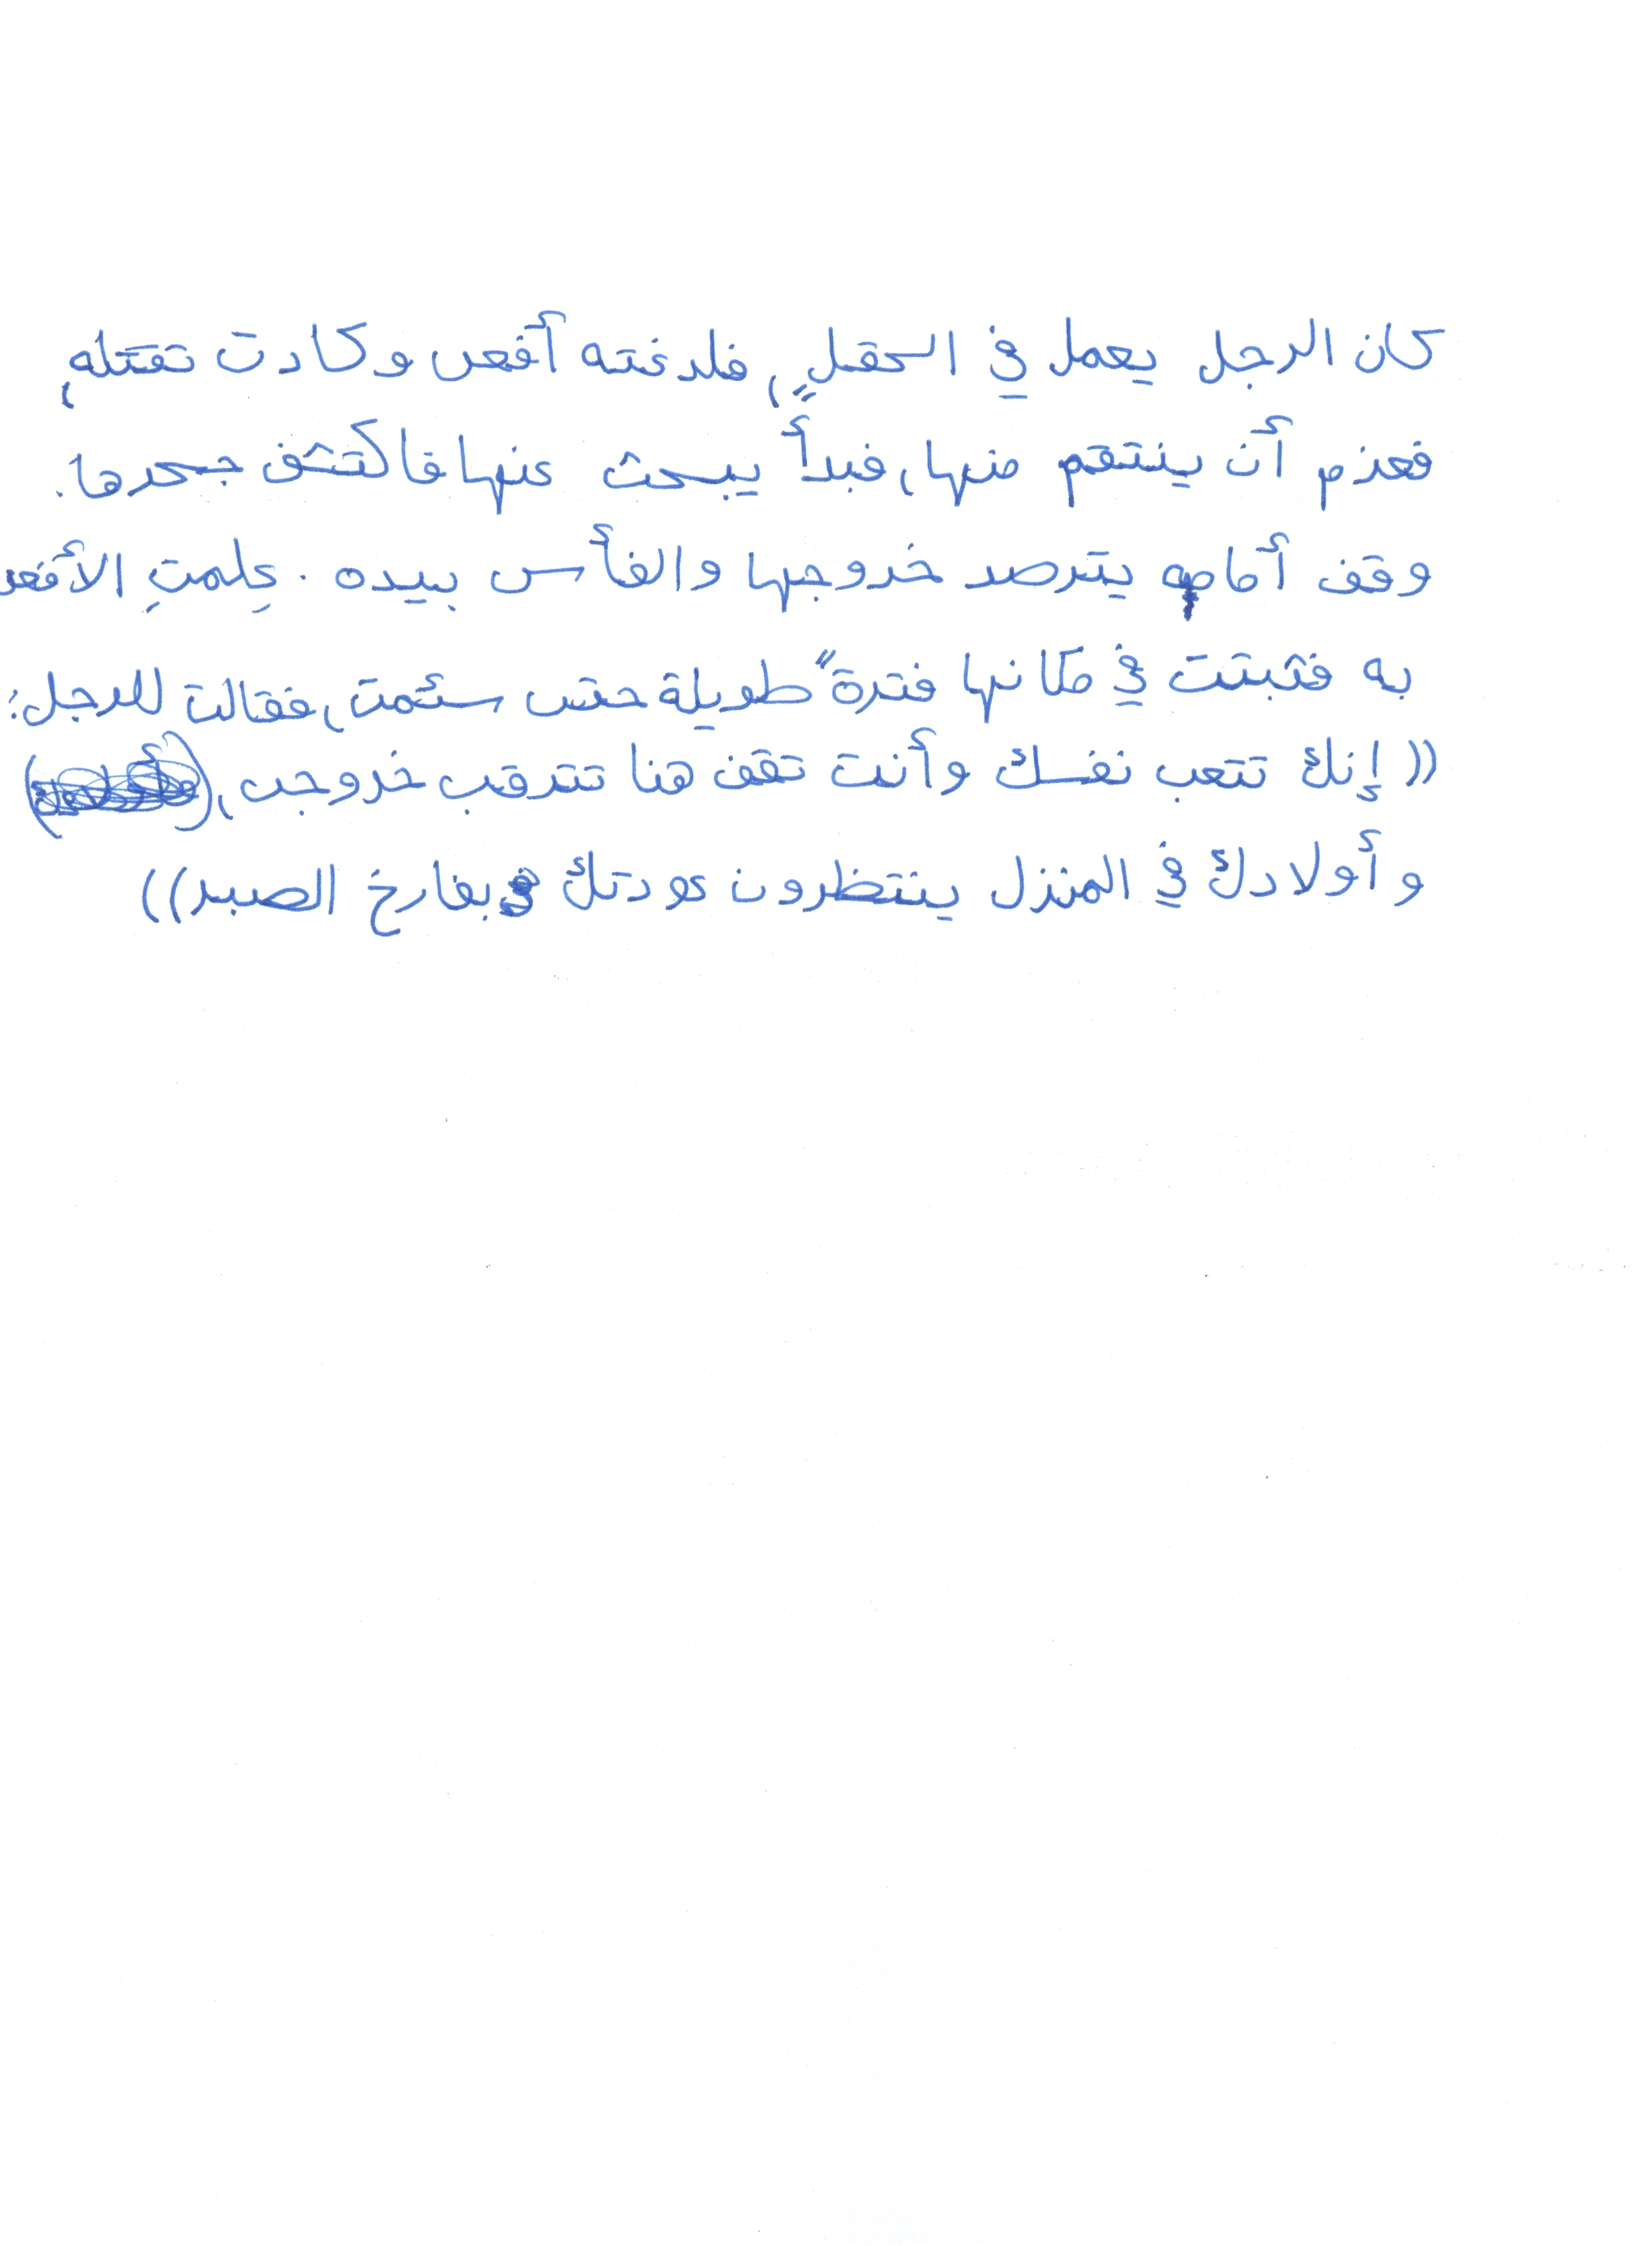 كان الرجل يعمل في الحقلِ، فلدغته أفعى وكادت تقتله،
فعزم أن ينتقم منها، فبدأ يبحث عنها فاكتشف جحرها.
وقف أمامه يترصد خروجها والفأس بيده. علمتِ الأفعى
به فثبتت في مكانها فترةً طويلة حتى سئمت، فقالت للرجل:
((إنك تتعب نفسك وأنت تقف هنا تترقب خروجي،
وأولادك في المنزل ينتظرون عودتك بفارغ الصبر))